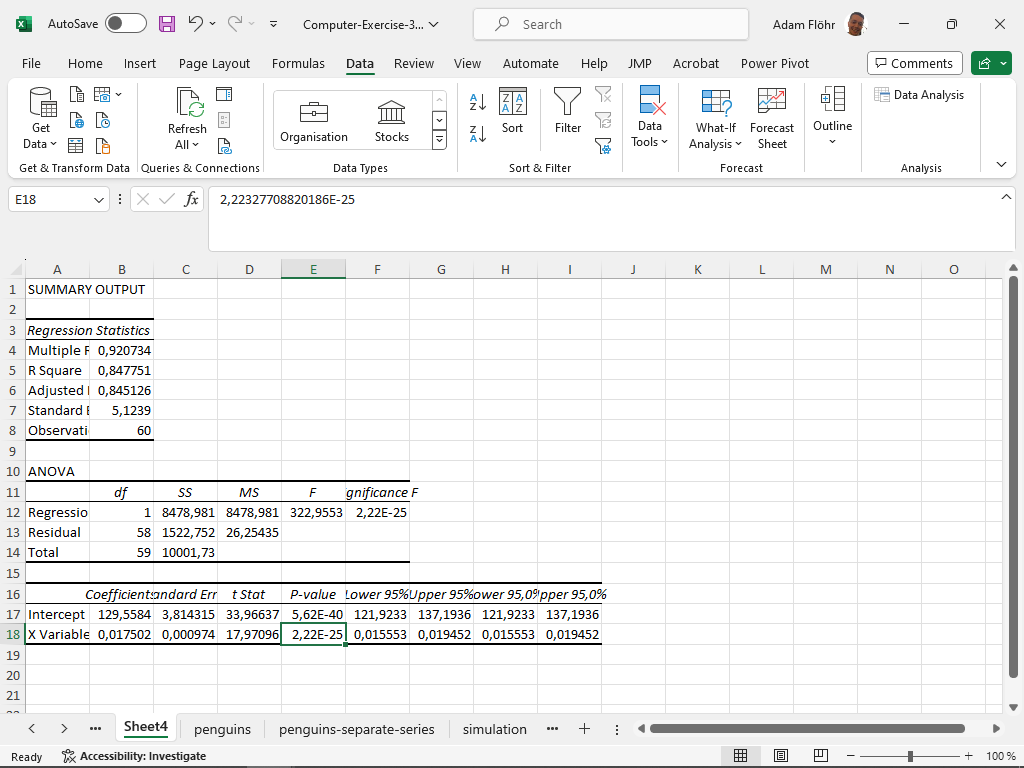 AutoSave
Computer-Exercise-3...
Search
Adam Flöhr
File Home Insert Page Layout Formulas Data Review View Automate Help JMP Acrobat Power Pivot Comments
Get Data
Refresh All
Organisation
Stocks
Sort
Filter
Data Tools
What-If Analysis
Forecast Sheet
Outline
Data Analysis
Get & Transform Data Queries & Connections Data Types Sort & Filter Forecast Analysis
E18 fx 2,22327708820186E-25
A B C D E F G H I J K L M N O
1 SUMMARY OUTPUT
2
3 Regression Statistics
4 Multiple R 0,920734
5 R Square 0,847751
6 Adjusted 0,845126
7 Standard E 5,1239
8 Observati 60
9
10 ANOVA
11 df SS MS F gnificance F
12 Regressio 1 8478,981 8478,981 322,9553 2,22E-25
13 Residual 58 1522,752 26,25435
14 Total 59 10001,73
15
16 Coefficients andard Err t Stat P-value Lower 95% Upper 95% ower 95,0% pper 95,0%
17 Intercept 129,5584 3,814315 33,96637 5,62E-40 121,9233 137,1936 121,9233 137,1936
18 X Variable 0,017502 0,000974 17,97096 2,22E-25 0,015553 0,019452 0,015553 0,019452
19
20
21
Sheet4 penguins penguins-separate-series simulation
Ready Accessibility: Investigate 100 %